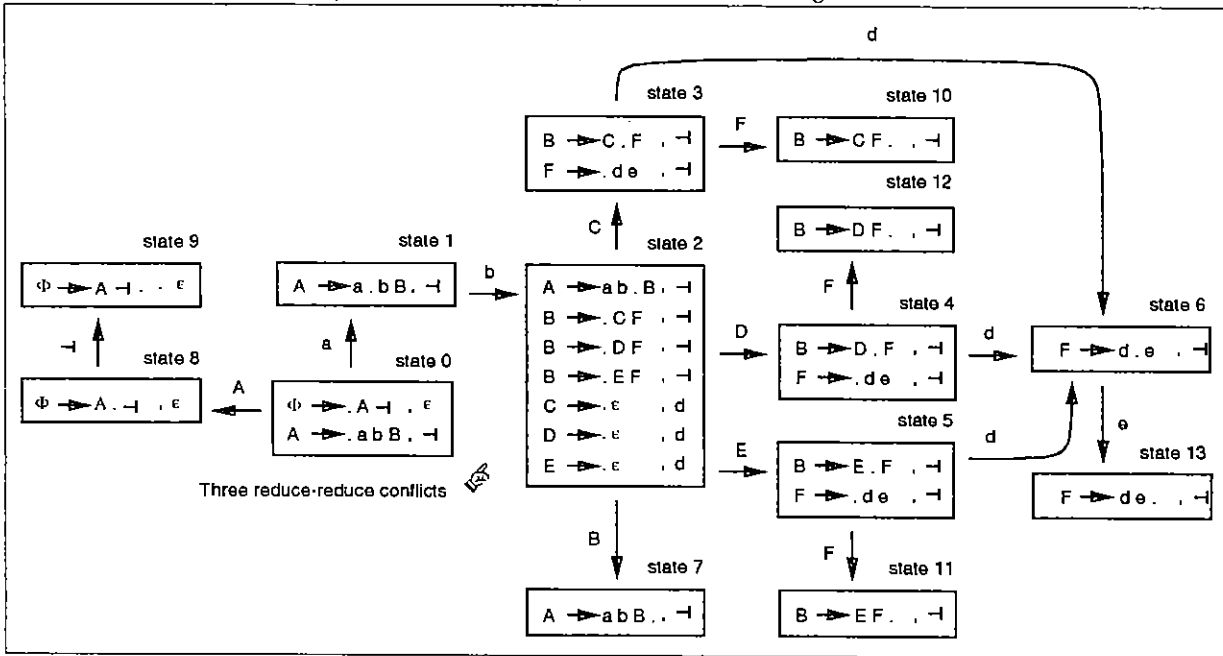 d
state 3
state 10
B → C . F , ⊣
F → . d e , ⊣
F
B → C F . , ⊣
state 12
B → D F . , ⊣
C
state 9
state 1
state 2
Φ → A ⊣ . . ε
A → a . b B , ⊣
b
A → a b . B , ⊣
B → . C F , ⊣
B → . D F , ⊣
B → . E F , ⊣
C → . ε , d
D → . ε , d
E → . ε , d
F
state 4
state 6
D
B → D . F , ⊣
F → . d e , ⊣
d
F → d . e , ⊣
⊣
state 8
a
state 0
Φ → A . ⊣ , ε
A
Φ → . A ⊣ , ε
A → . a b B , ⊣
state 5
E
B → E . F , ⊣
F → . d e , ⊣
d
e
state 13
F → d e . , ⊣
Three reduce-reduce conflicts
B
state 7
F
state 11
A → a b B . , ⊣
B → E F . , ⊣